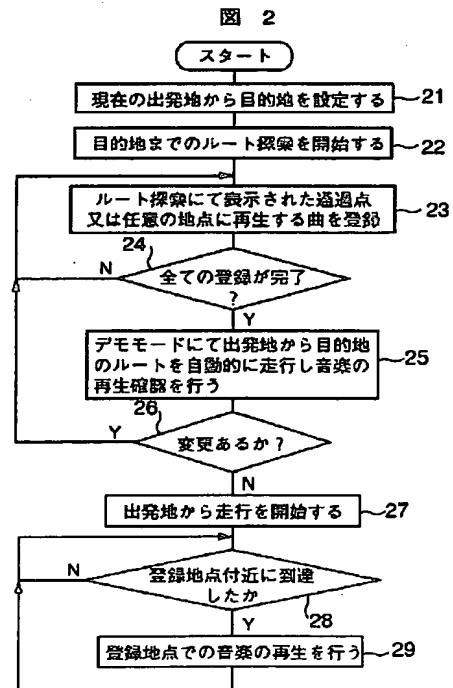 図 2
スタート
現在の出発地から目的地を設定する
21
目的地までのルート探索を開始する
22
ルート探索にて表示された通過点
又は任意の地点に再生する曲を登録
23
24
N
全ての登録が完了
?
Y
デモモードにて出発地から目的地
のルートを自動的に走行し音楽の
再生確認を行う
25
26
Y
変更あるか?
N
出発地から走行を開始する
27
N
登録地点付近に到達
したか
28
Y
登録地点での音楽の再生を行う
29